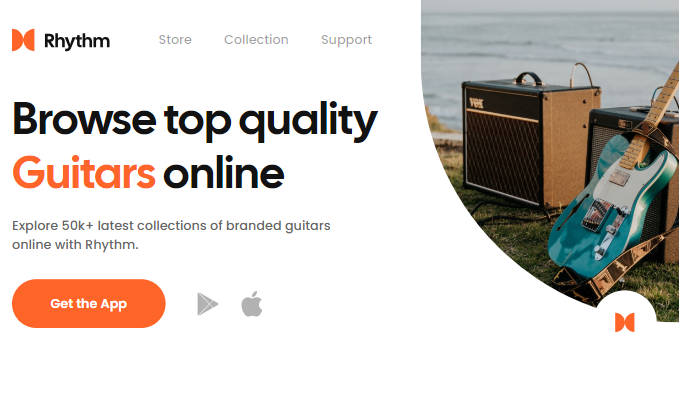 Rhythm Store Collection Support
Browse top quality
Guitars online
Explore 50k+ latest collections of branded guitars
online with Rhythm.
Get the App
VOX